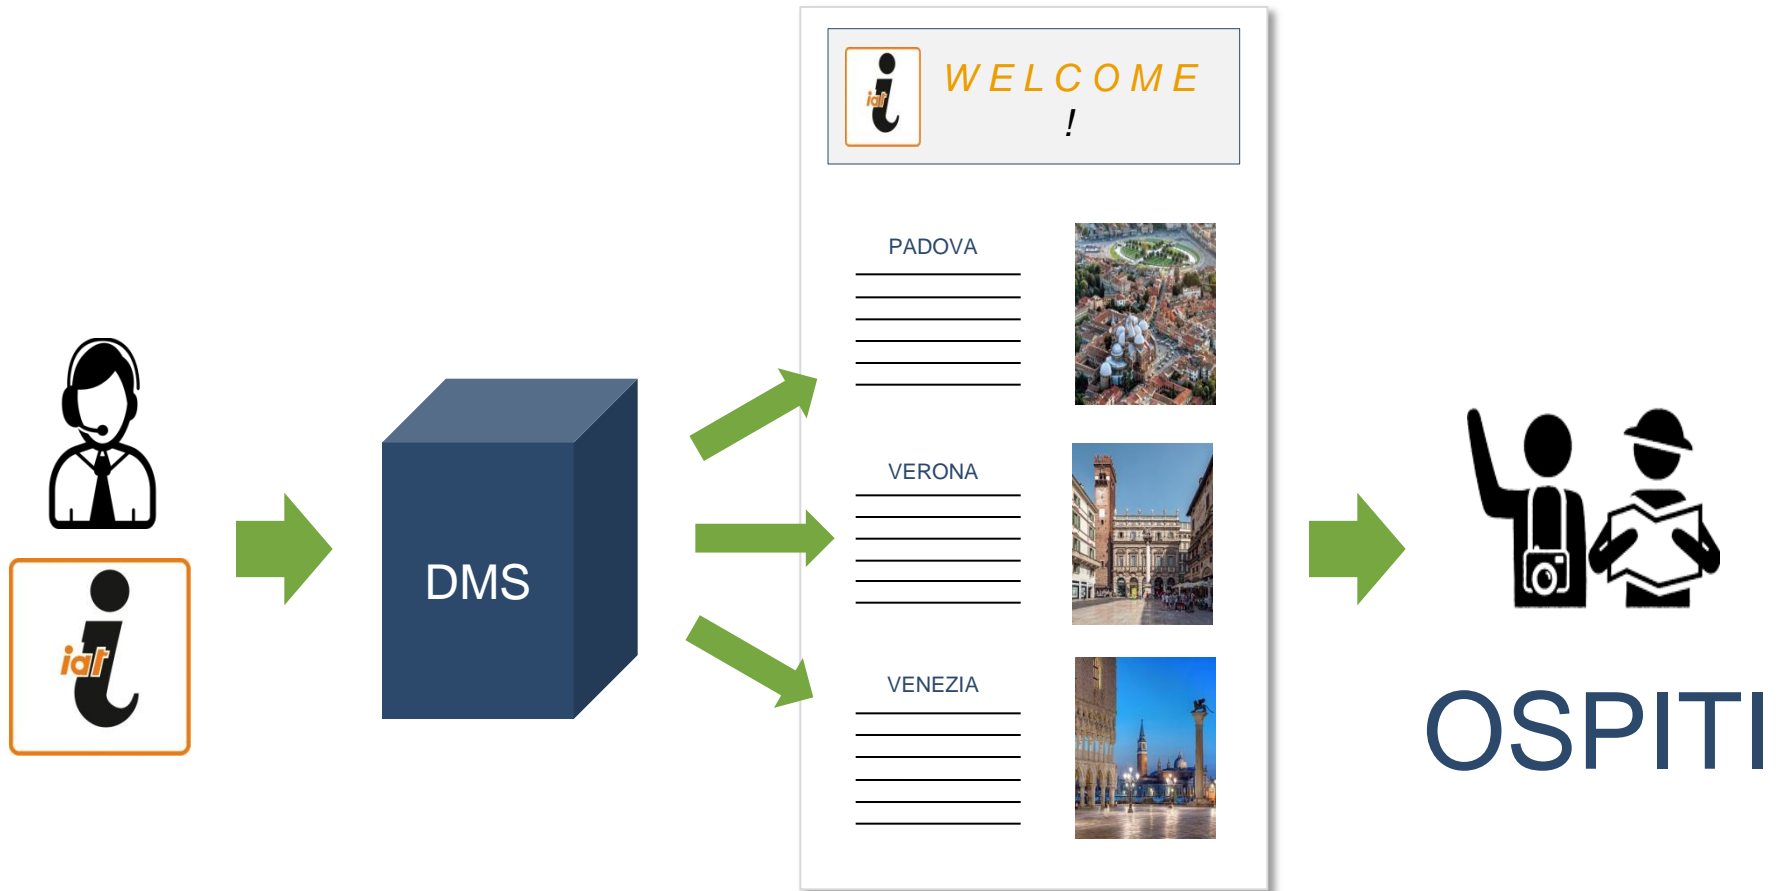 iat
WELCOME
!
PADOVA
VERONA
VENEZIA
DMS
iat
OSPITI